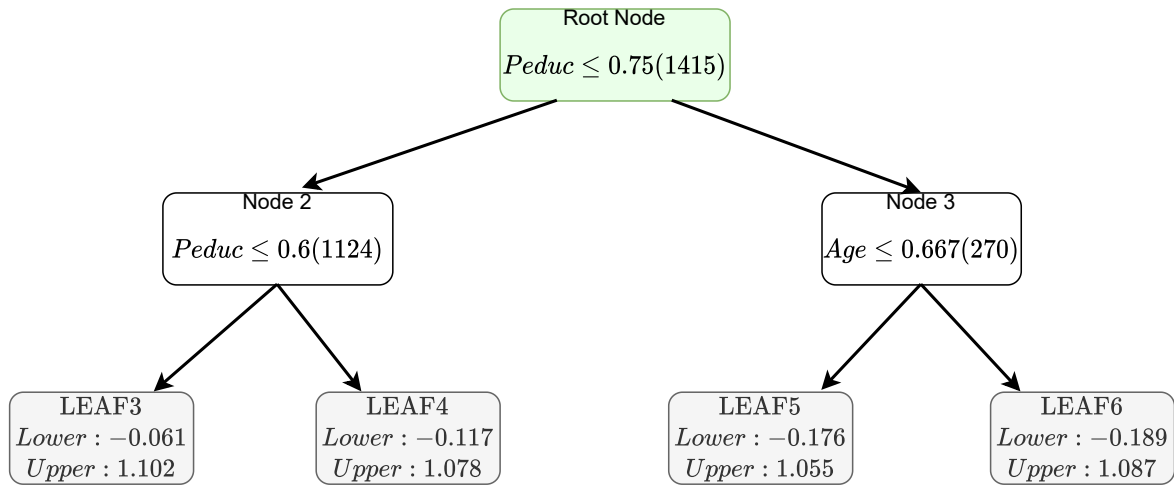 Root Node
Peduc ≤ 0.75(1415)
Node 2
Peduc ≤ 0.6(1124)
Node 3
Age ≤ 0.667(270)
LEAF3
Lower : −0.061
Upper : 1.102
LEAF4
Lower : −0.117
Upper : 1.078
LEAF5
Lower : −0.176
Upper : 1.055
LEAF6
Lower : −0.189
Upper : 1.087